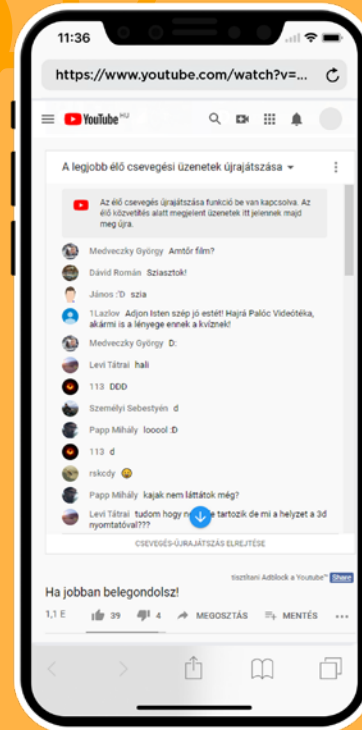 11:36
https://www.youtube.com/watch?v=...
YouTube HU
A legjobb élő csevegési üzenetek újrajátszása
Az élő csevegés újrajátszása funkció be van kapcsolva. Az
élő közvetítés alatt megjelent üzenetek itt jelennek majd
meg újra.
Medveczky György Amtőr film?
Dávid Román Sziasztok!
János :'D szia
1Lazlov Adjon Isten szép jó estét! Hajrá Palóc Videótéka,
akármi is a lényege ennek a kvíznek!
Medveczky György D:
Levi Tátrai hali
113 DDD
Személyi Sebestyén d
Papp Mihály looool :D
113 d
rskcdy
Papp Mihály kajak nem láttátok még?
Levi Tátrai tudom hogy tartozik de mi a helyzet a 3d
nyomtatóval???
CSEVEGÉS-ÚJRAJÁTSZÁS ELREJTÉSE
tisztítani Adblock a Youtube™ Share
Ha jobban belegondolsz!
1,1 E 39 4 MEGOSZTÁS MENTÉS